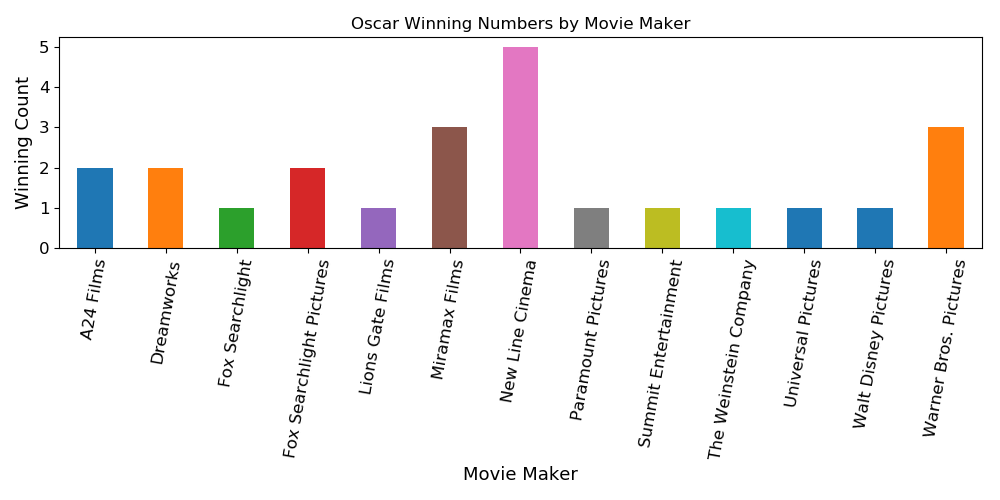 Oscar Winning Numbers by Movie Maker
Winning Count
5
4
3
2
1
0
A24 Films
Dreamworks
Fox Searchlight
Fox Searchlight Pictures
Lions Gate Films
Miramax Films
New Line Cinema
Paramount Pictures
Summit Entertainment
The Weinstein Company
Universal Pictures
Walt Disney Pictures
Warner Bros. Pictures
Movie Maker